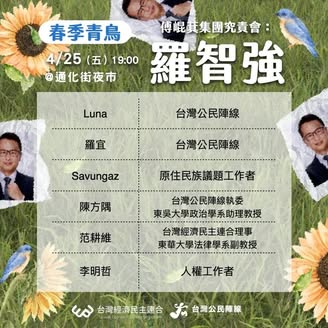 春季青鳥
4/25（五）19:00
@通化街夜市
傅崐萁集團究責會：
羅智強
Luna 台灣公民陣線
羅宜 台灣公民陣線
Savungaz 原住民族議題工作者
陳方隅 台灣公民陣線執委
東吳大學政治學系助理教授
范耕維 台灣經濟民主連合理事
東華大學法律學系副教授
李明哲 人權工作者
台灣經濟民主連合
台灣公民陣線